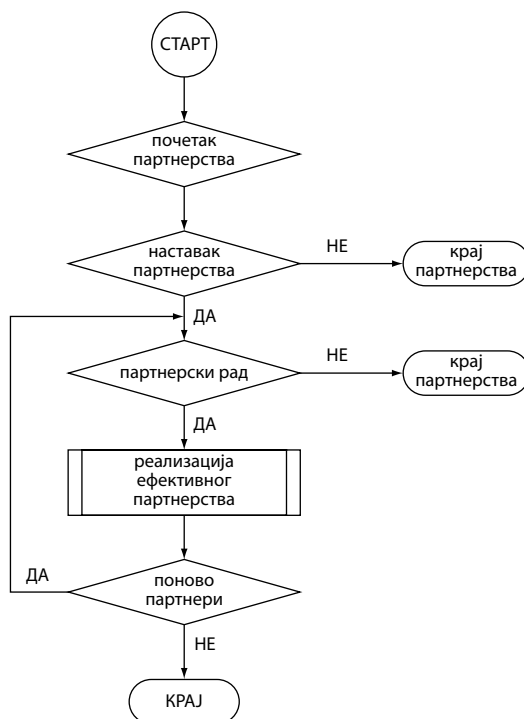 СТАРТ
почетак
партнерства
наставак
партнерства
НЕ
крај
партнерства
ДА
партнерски рад
НЕ
крај
партнерства
ДА
реализација
ефективног
партнерства
ДА
поново
партнери
НЕ
КРАЈ